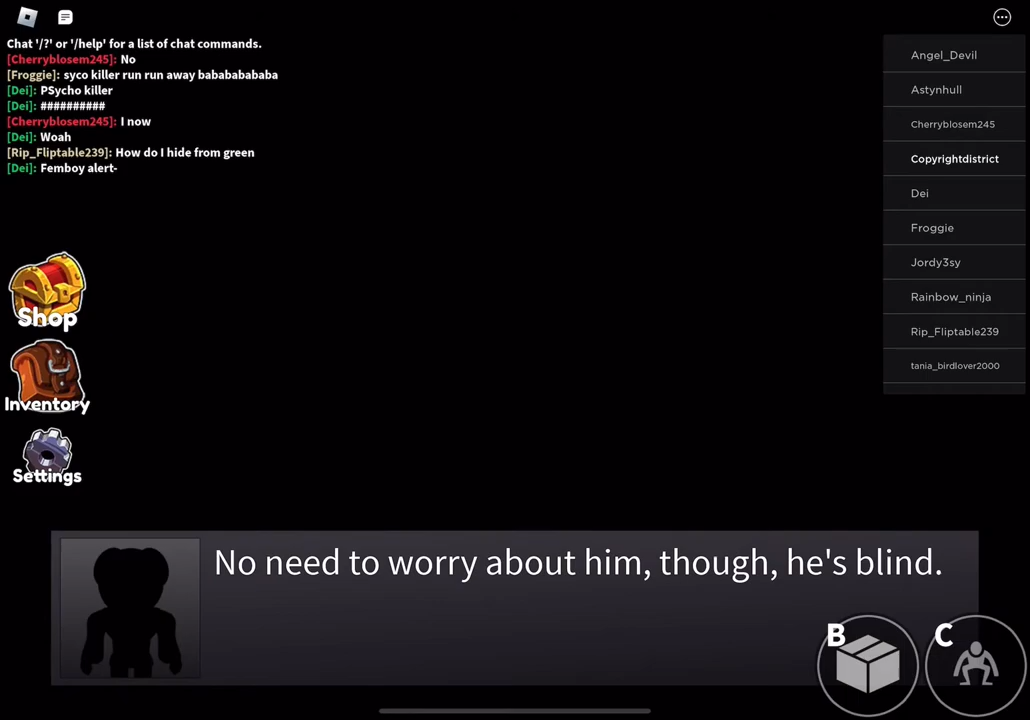 Chat '/?' or '/help' for a list of chat commands.
[Cherryblosem245]: No
[Froggie]: syco killer run run away babababababa
[Dei]: PSycho killer
[Dei]: ##########
[Cherryblosem245]: I now
[Dei]: Woah
[Rip_Fliptable239]: How do I hide from green
[Dei]: Femboy alert-
Angel_Devil
Astynhull
Cherryblosem245
Copyrightdistrict
Dei
Froggie
Jordy3sy
Rainbow_ninja
Rip_Fliptable239
tania_birdlover2000
Shop
Inventory
Settings
No need to worry about him, though, he's blind.
B
C